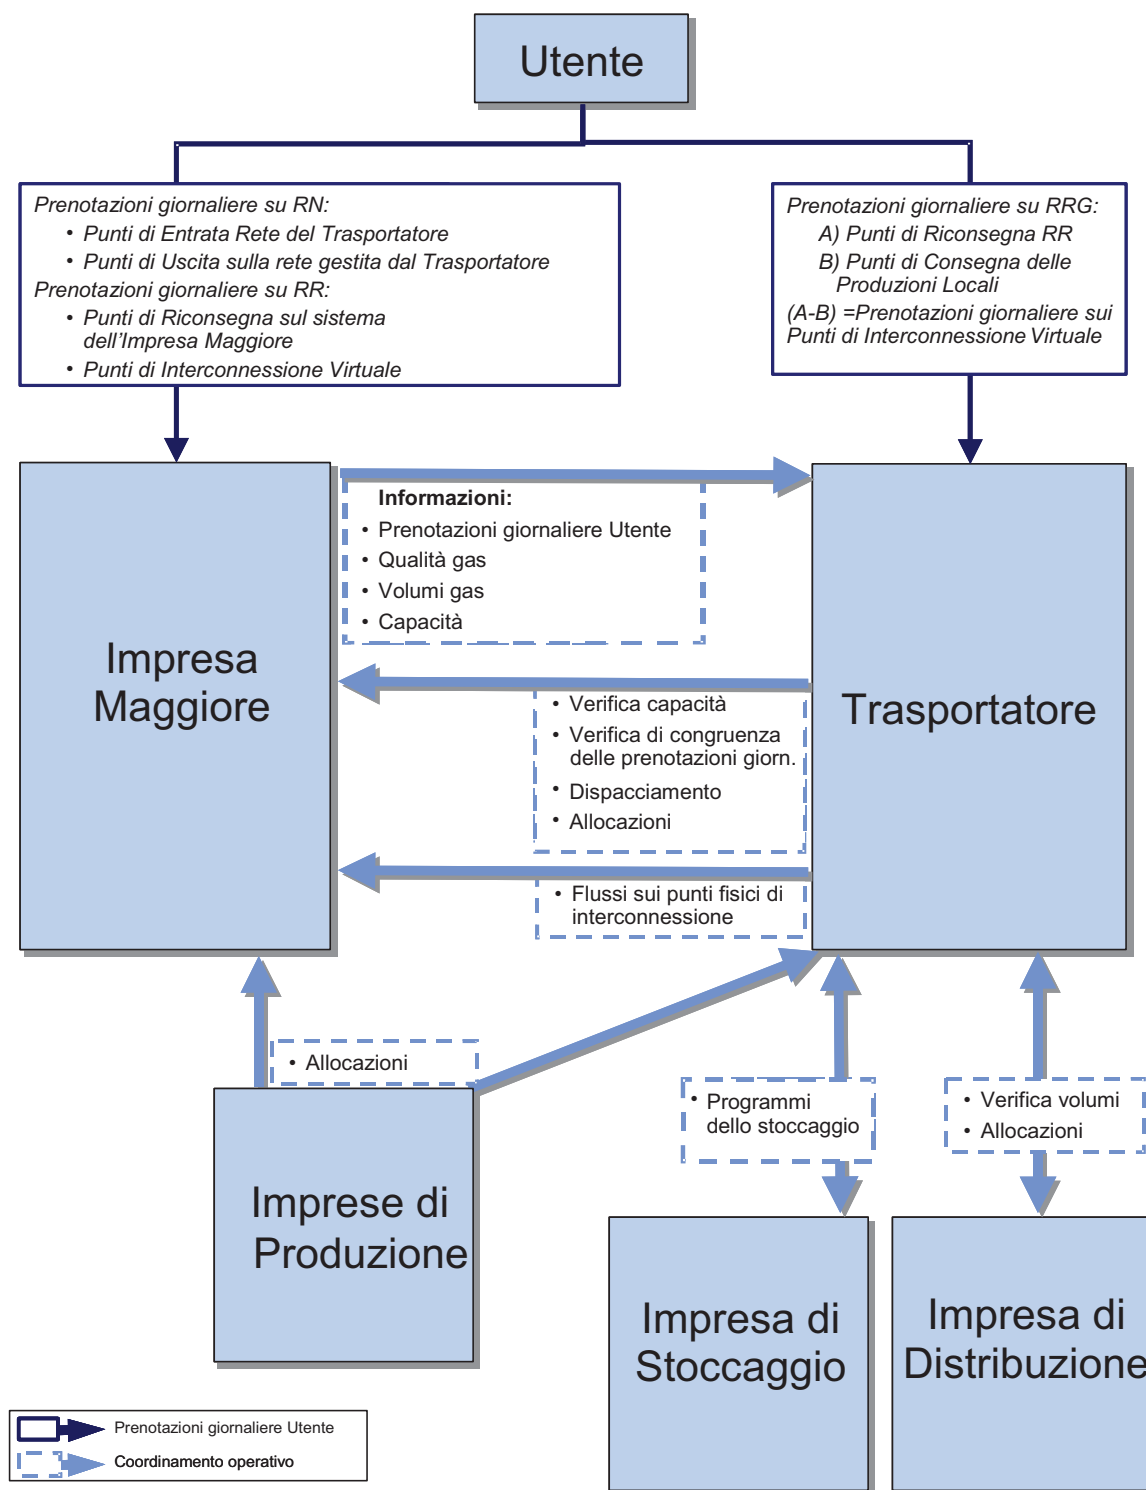 Utente
Prenotazioni giornaliere su RN:
• Punti di Entrata Rete del Trasportatore
• Punti di Uscita sulla rete gestita dal Trasportatore
Prenotazioni giornaliere su RR:
• Punti di Riconsegna sul sistema
dell'Impresa Maggiore
• Punti di Interconnessione Virtuale
Prenotazioni giornaliere su RRG:
A) Punti di Riconsegna RR
B) Punti di Consegna delle
Produzioni Locali
(A-B) =Prenotazioni giornaliere sui
Punti di Interconnessione Virtuale
Impresa
Maggiore
Informazioni:
• Prenotazioni giornaliere Utente
• Qualità gas
• Volumi gas
• Capacità
• Verifica capacità
• Verifica di congruenza
delle prenotazioni giorn.
• Dispacciamento
• Allocazioni
• Flussi sui punti fisici di
interconnessione
Trasportatore
• Allocazioni
Imprese di
Produzione
• Programmi
dello stoccaggio
• Verifica volumi
• Allocazioni
Impresa di
Stoccaggio
Impresa di
Distribuzione
Prenotazioni giornaliere Utente
Coordinamento operativo